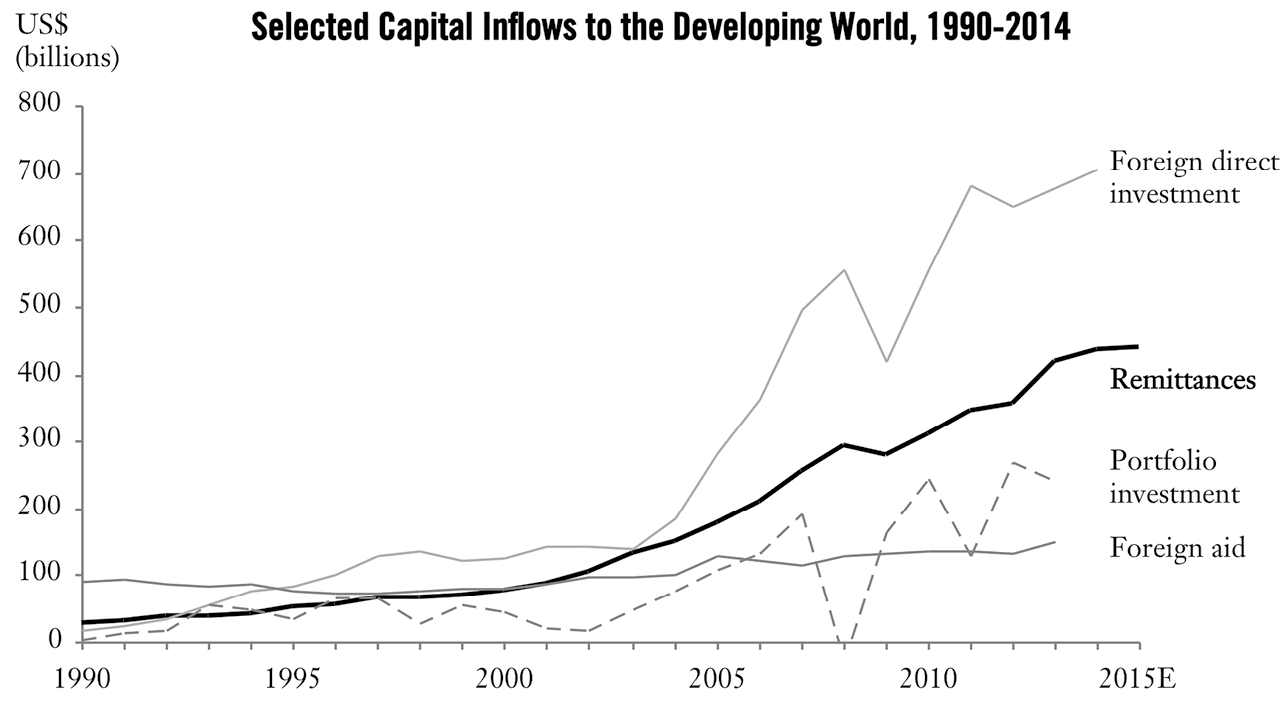 US$
(billions)
Selected Capital Inflows to the Developing World, 1990-2014
800
700
600
500
400
300
200
100
0
Foreign direct
investment
Remittances
Portfolio
investment
Foreign aid
1990
1995
2000
2005
2010
2015E